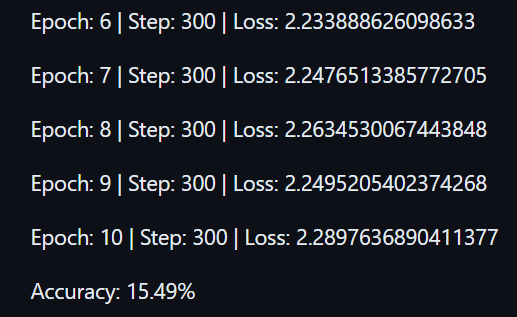 Epoch: 6 | Step: 300 | Loss: 2.233888626098633
Epoch: 7 | Step: 300 | Loss: 2.2476513385772705
Epoch: 8 | Step: 300 | Loss: 2.2634530067443848
Epoch: 9 | Step: 300 | Loss: 2.2495205402374268
Epoch: 10 | Step: 300 | Loss: 2.2897636890411377
Accuracy: 15.49%